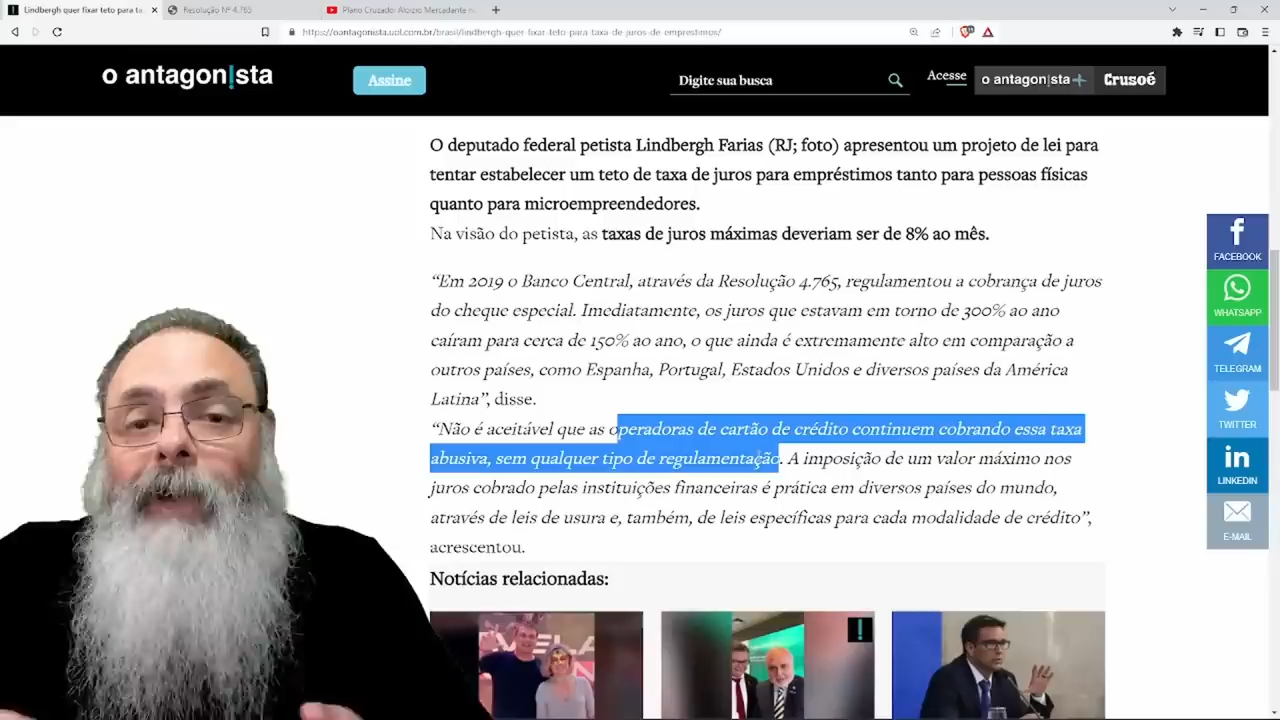 Lindbergh quer fixar teto para ta
Resolução Nº 4.765
Plano Cruzador Aloizio Mercadante n
https://oantagonista.uol.com.br/brasil/lindbergh-quer-fixar-teto-para-taxa-de-juros-de-emprestimos/
o antagon!sta
Assine
Digite sua busca
Acesse
o antagon|sta+
Crusoé
O deputado federal petista Lindbergh Farias (RJ; foto) apresentou um projeto de lei para
tentar estabelecer um teto de taxa de juros para empréstimos tanto para pessoas físicas
quanto para microempreendedores.
Na visão do petista, as taxas de juros máximas deveriam ser de 8% ao mês.
“Em 2019 o Banco Central, através da Resolução 4.765, regulamentou a cobrança de juros
do cheque especial. Imediatamente, os juros que estavam em torno de 300% ao ano
caíram para cerca de 150% ao ano, o que ainda é extremamente alto em comparação a
outros países, como Espanha, Portugal, Estados Unidos e diversos países da América
Latina”, disse.
“Não é aceitável que as operadoras de cartão de crédito continuem cobrando essa taxa
abusiva, sem qualquer tipo de regulamentação. A imposição de um valor máximo nos
juros cobrado pelas instituições financeiras é prática em diversos países do mundo,
através de leis de usura e, também, de leis específicas para cada modalidade de crédito”,
acrescentou.
Notícias relacionadas:
FACEBOOK
WHATSAPP
TELEGRAM
TWITTER
LINKEDIN
E-MAIL